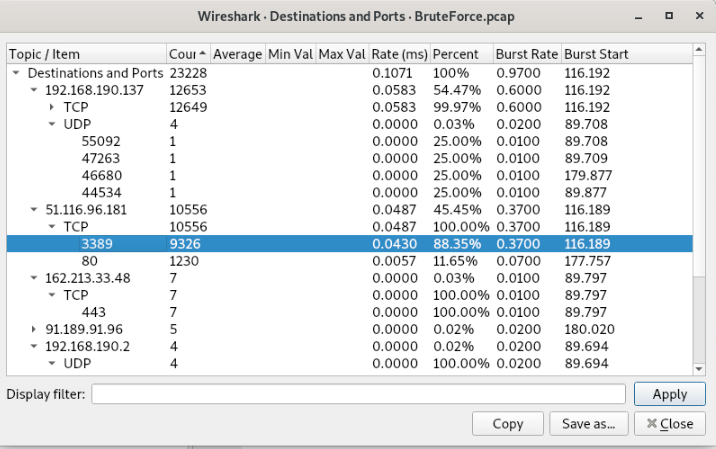 Wireshark · Destinations and Ports · BruteForce.pcap
Topic / Item Count Average Min Val Max Val Rate (ms) Percent Burst Rate Burst Start
Destinations and Ports 23228 0.1071 100% 0.9700 116.192
192.168.190.137 12653 0.0583 54.47% 0.6000 116.192
TCP 12649 0.0583 99.97% 0.6000 116.192
UDP 4 0.0000 0.03% 0.0200 89.708
55092 1 0.0000 25.00% 0.0100 89.708
47263 1 0.0000 25.00% 0.0100 89.709
46680 1 0.0000 25.00% 0.0100 179.877
44534 1 0.0000 25.00% 0.0100 89.877
51.116.96.181 10556 0.0487 45.45% 0.3700 116.189
TCP 10556 0.0487 100.00% 0.3700 116.189
3389 9326 0.0430 88.35% 0.3700 116.189
80 1230 0.0057 11.65% 0.0700 177.757
162.213.33.48 7 0.0000 0.03% 0.0100 89.797
TCP 7 0.0000 100.00% 0.0100 89.797
443 7 0.0000 100.00% 0.0100 89.797
91.189.91.96 5 0.0000 0.02% 0.0200 180.020
192.168.190.2 4 0.0000 0.02% 0.0200 89.694
UDP 4 0.0000 100.00% 0.0200 89.694
Display filter: Apply
Copy Save as... Close